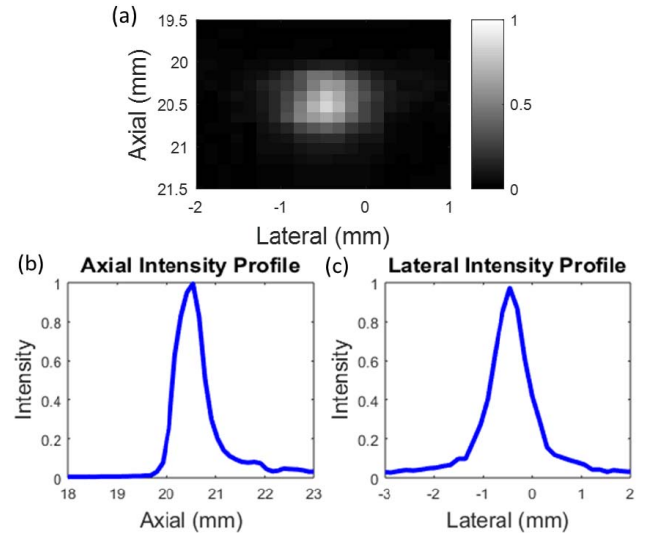 (a)
19.5
20
20.5
21
21.5
Axial (mm)
-2 -1 0 1
Lateral (mm)
1
0.5
0
(b)
Axial Intensity Profile
1
0.8
0.6
0.4
0.2
0
Intensity
18 19 20 21 22 23
Axial (mm)
(c)
Lateral Intensity Profile
1
0.8
0.6
0.4
0.2
0
Intensity
-3 -2 -1 0 1 2
Lateral (mm)